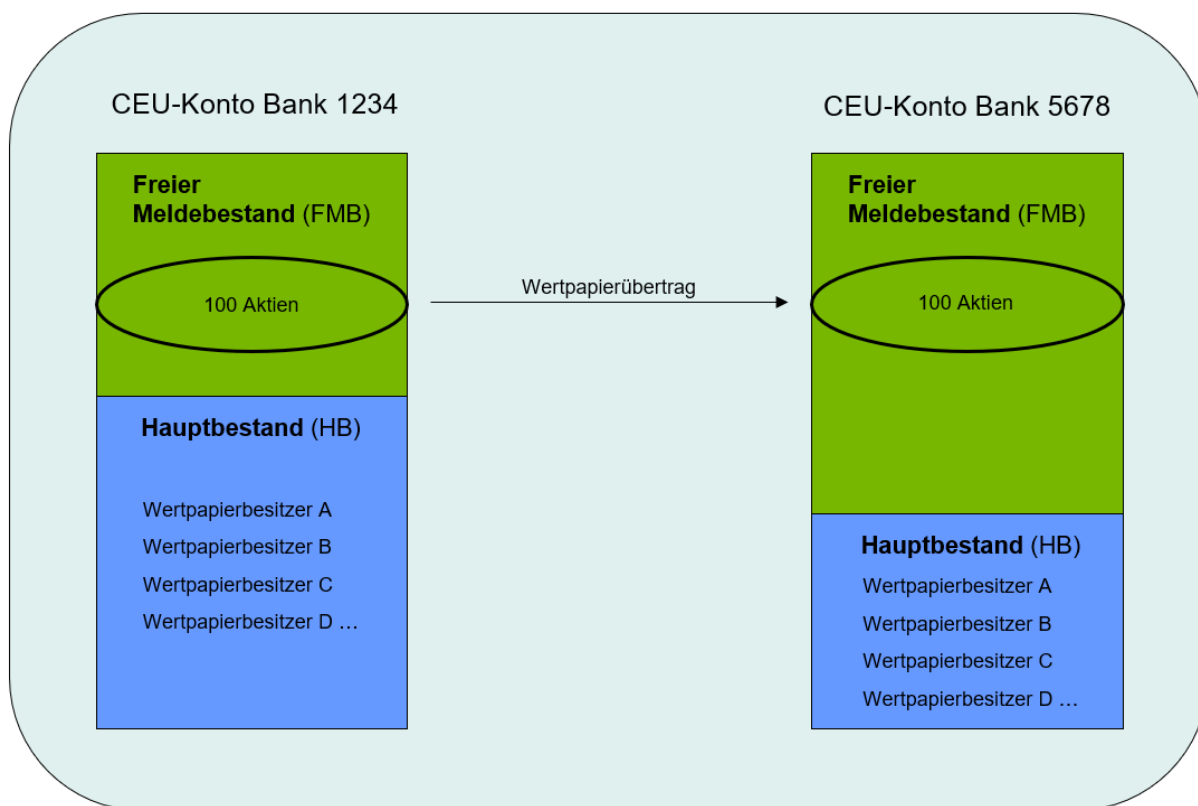 CEU-Konto Bank 1234
Freier
Meldebestand (FMB)
100 Aktien
Hauptbestand (HB)
Wertpapierbesitzer A
Wertpapierbesitzer B
Wertpapierbesitzer C
Wertpapierbesitzer D …
Wertpapierübertrag
CEU-Konto Bank 5678
Freier
Meldebestand (FMB)
100 Aktien
Hauptbestand (HB)
Wertpapierbesitzer A
Wertpapierbesitzer B
Wertpapierbesitzer C
Wertpapierbesitzer D …